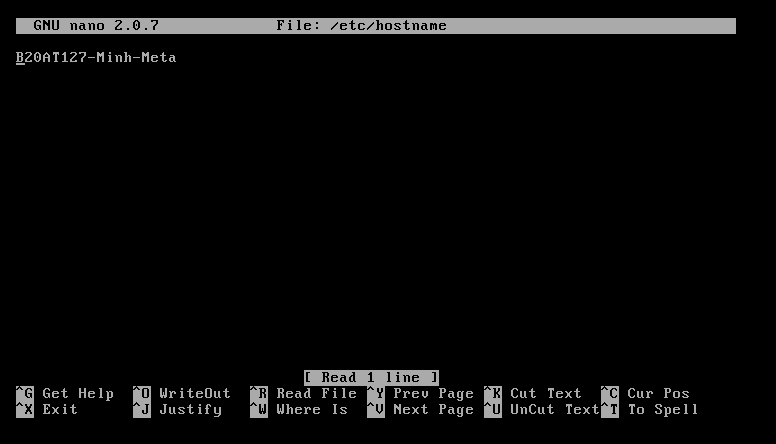 GNU nano 2.0.7 File: /etc/hostname
B20AT127-Minh-Meta
[ Read 1 line ]
^G Get Help ^O WriteOut ^R Read File ^Y Prev Page ^K Cut Text ^C Cur Pos
^X Exit ^J Justify ^W Where Is ^V Next Page ^U UnCut Text ^T To Spell